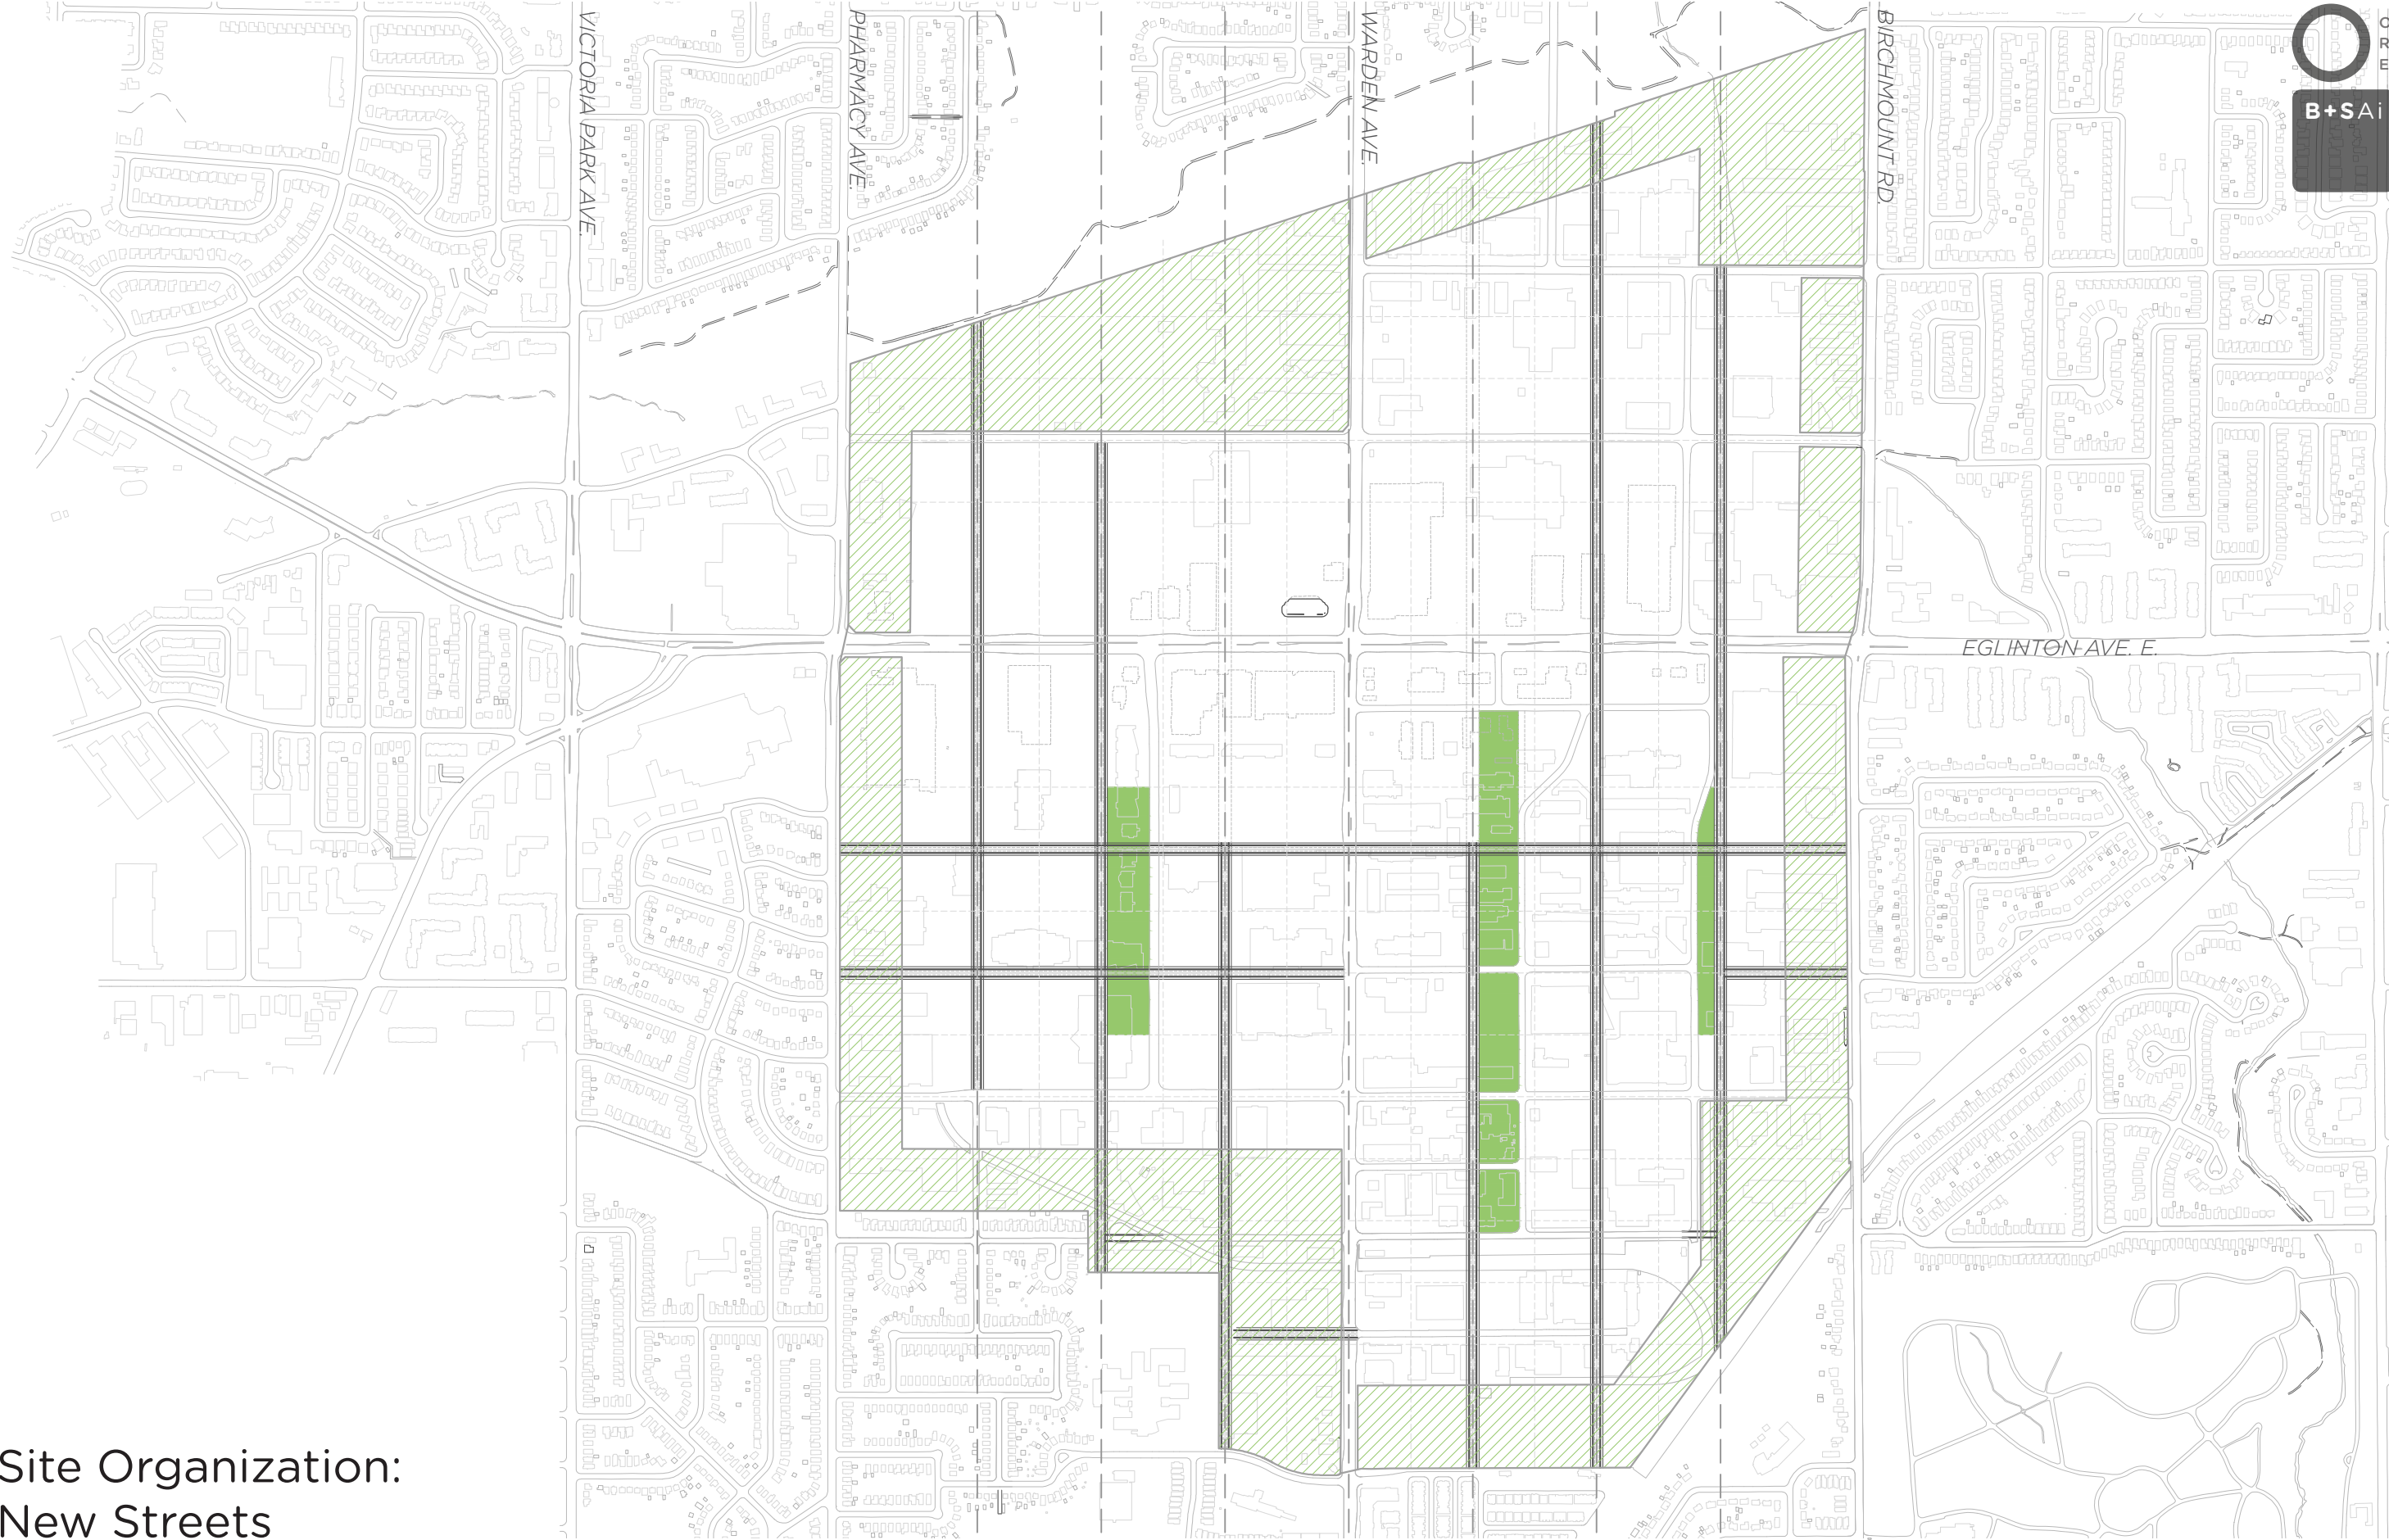 VICTORIA PARK AVE.
PHARMACY AVE.
WARDEN AVE.
BIRCHMOUNT RD
O
R
E
B+SAi
EGLINTON AVE. E.
Site Organization:
New Streets